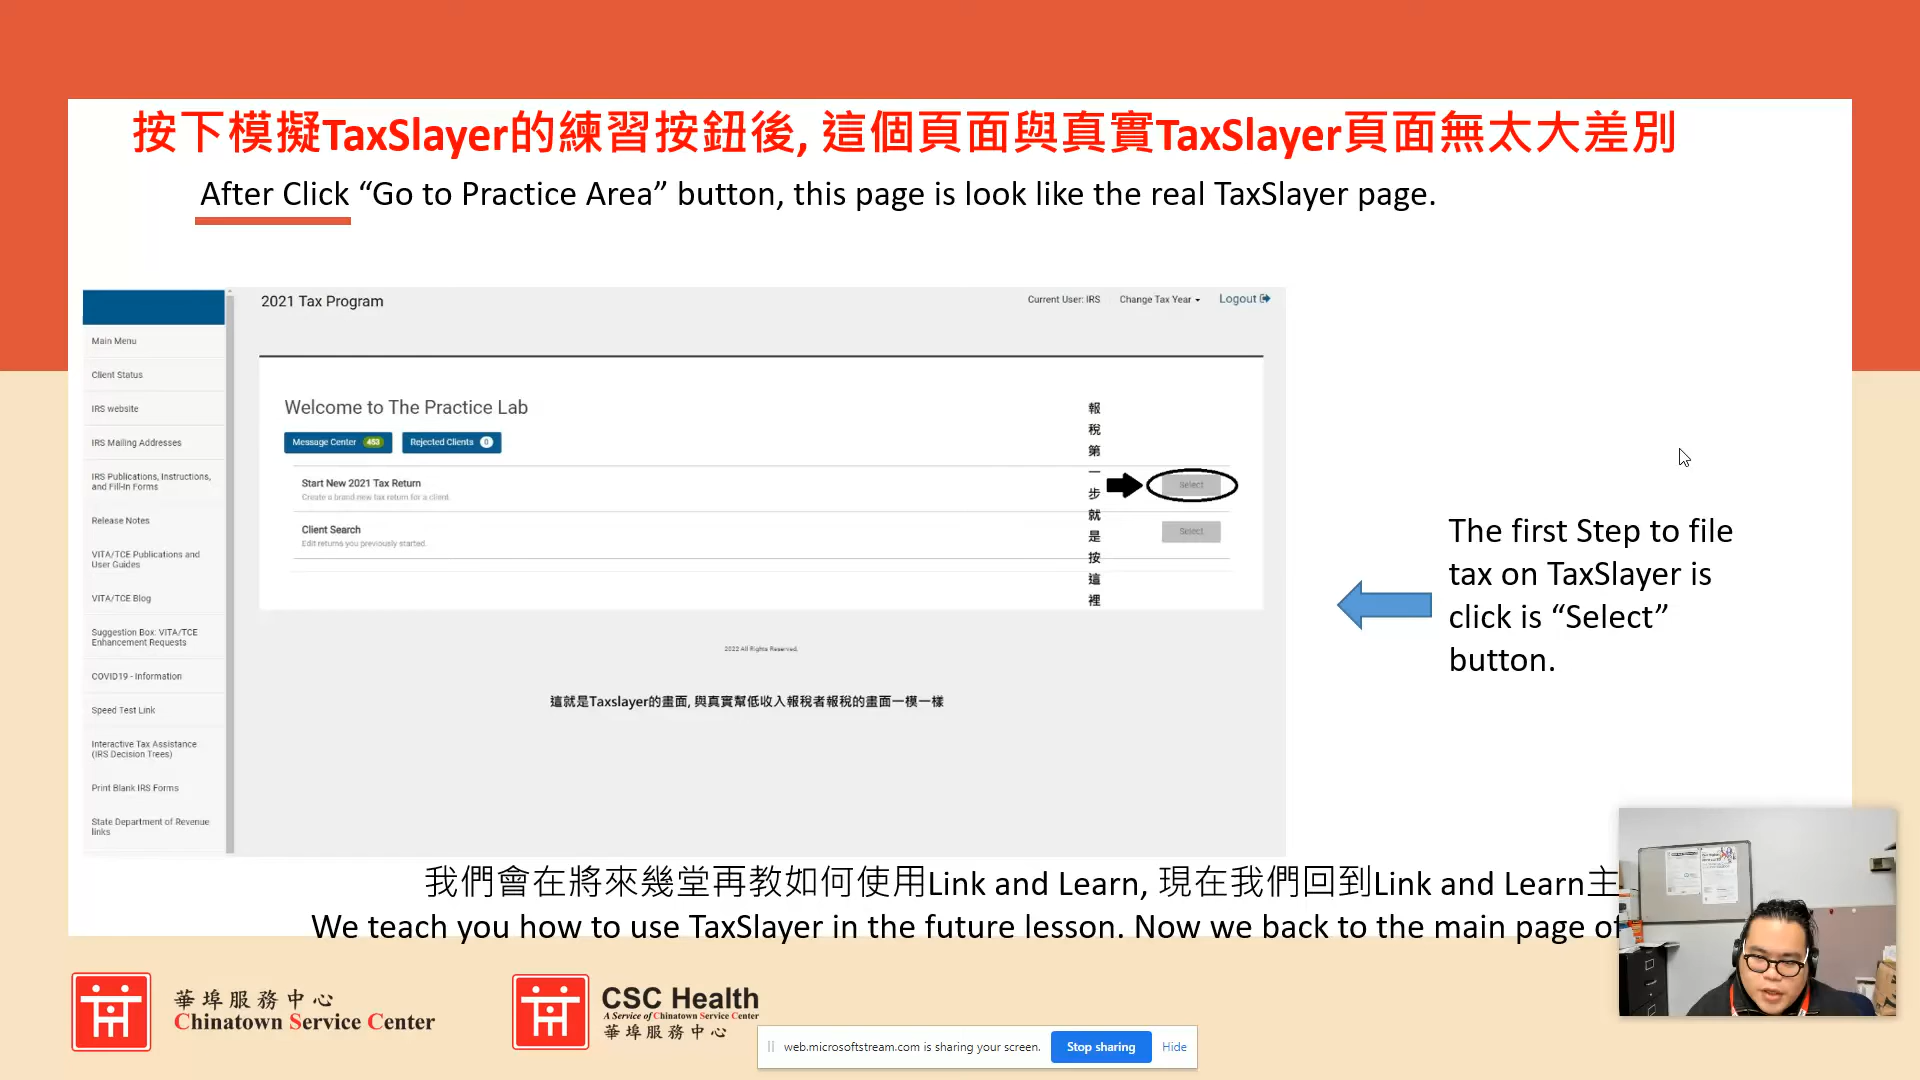 按下模擬TaxSlayer的練習按鈕後, 這個頁面與真實TaxSlayer頁面無太大差別
After Click “Go to Practice Area” button, this page is look like the real TaxSlayer page.
2021 Tax Program
Current User: IRS
Change Tax Year
Logout
Main Menu
Client Status
IRS website
IRS Mailing Addresses
IRS Publications, Instructions,
and Fill-In Forms
Release Notes
VITA/TCE Publications and
User Guides
VITA/TCE Blog
Suggestion Box: VITA/TCE
Enhancement Requests
COVID19 - Information
Speed Test Link
Interactive Tax Assistance
(IRS Decision Trees)
Print Blank IRS Forms
State Department of Revenue
links
Welcome to The Practice Lab
Message Center 453
Rejected Clients 0
Start New 2021 Tax Return
Create a brand new tax return for a client.
Select
Client Search
Edit returns you previously started.
Select
報稅第一步就是按這裡
2022 All Rights Reserved.
這就是Taxslayer的畫面, 與真實幫低收入報稅者報稅的畫面一模一樣
The first Step to file
tax on TaxSlayer is
click is “Select”
button.
我們會在將來幾堂再教如何使用Link and Learn, 現在我們回到Link and Learn主
We teach you how to use TaxSlayer in the future lesson. Now we back to the main page of
華埠服務中心
Chinatown Service Center
CSC Health
A Service of Chinatown Service Center
華埠服務中心
web.microsoftstream.com is sharing your screen.
Stop sharing
Hide